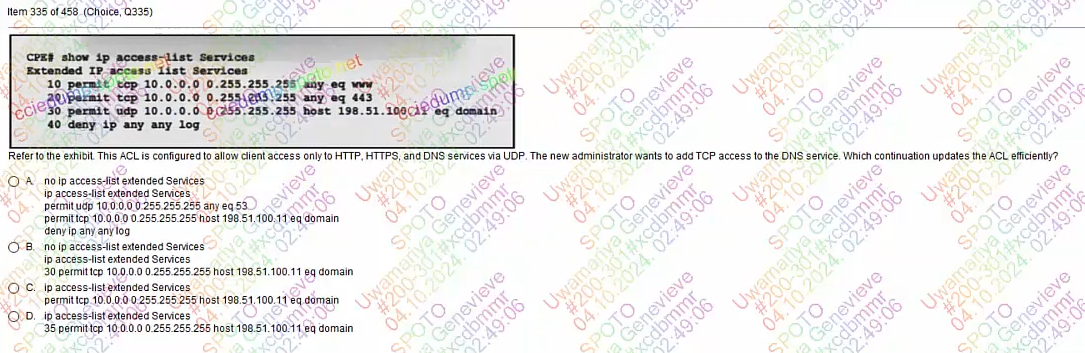 Item 335 of 458 (Choice, Q335)
CPE# show ip access-list Services
Extended IP access list Services
10 permit tcp 10.0.0.0 0.255.255.255 any eq www
20 permit tcp 10.0.0.0 0.255.255.255 any eq 443
30 permit udp 10.0.0.0 0.255.255.255 host 198.51.100.11 eq domain
40 deny ip any any log
Refer to the exhibit. This ACL is configured to allow client access only to HTTP, HTTPS, and DNS services via UDP. The new administrator wants to add TCP access to the DNS service. Which continuation updates the ACL efficiently?
A. no ip access-list extended Services
ip access-list extended Services
permit udp 10.0.0.0 0.255.255.255 any eq 53
permit tcp 10.0.0.0 0.255.255.255 host 198.51.100.11 eq domain
deny ip any any log
B. no ip access-list extended Services
ip access-list extended Services
30 permit tcp 10.0.0.0 0.255.255.255 host 198.51.100.11 eq domain
C. ip access-list extended Services
permit tcp 10.0.0.0 0.255.255.255 host 198.51.100.11 eq domain
D. ip access-list extended Services
35 permit tcp 10.0.0.0 0.255.255.255 host 198.51.100.11 eq domain